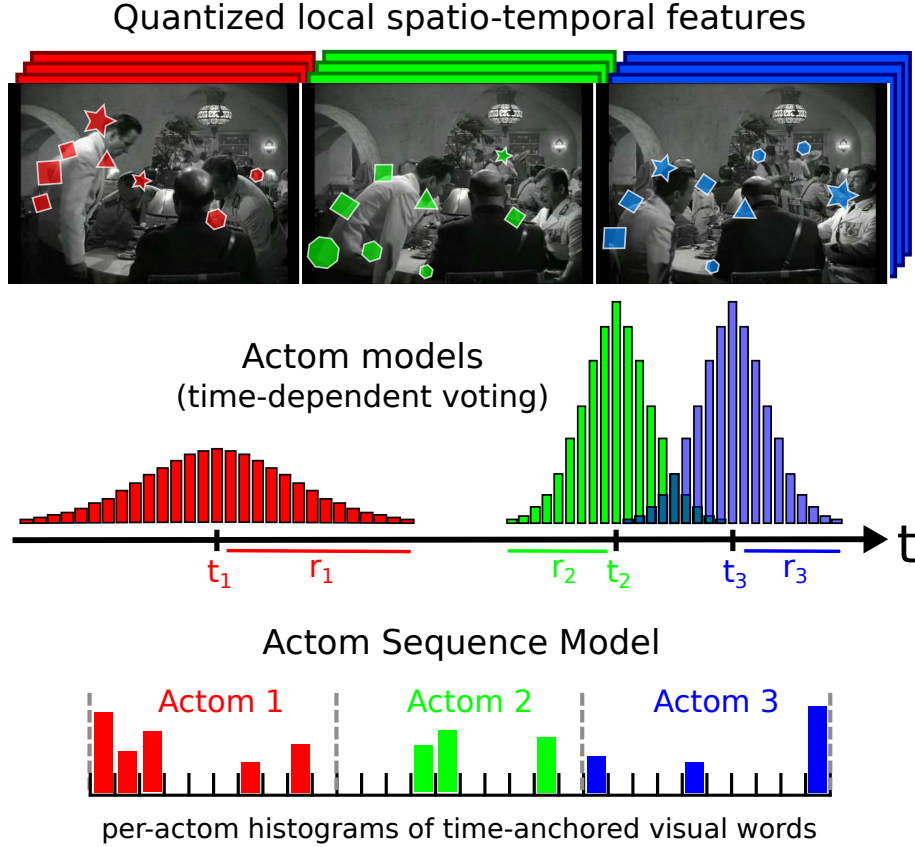 Quantized local spatio-temporal features
Actom models
(time-dependent voting)
t
t₁ r₁ r₂ t₂ t₃ r₃
Actom Sequence Model
Actom 1 Actom 2 Actom 3
per-actom histograms of time-anchored visual words